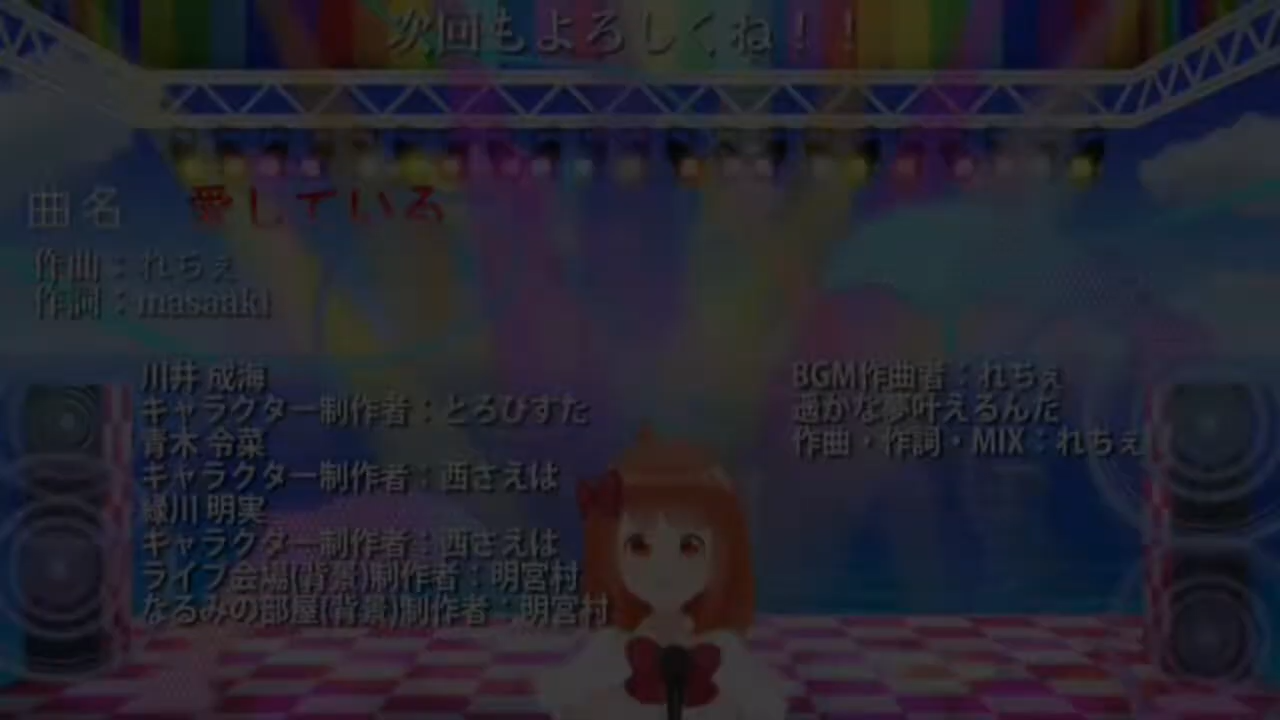 次回もよろしくね！！
曲名 愛している
作曲：れちぇ
作詞：masaaki
川井 成海
キャラクター制作者：とろびすた
青木 令菜
キャラクター制作者：西さえは
緑川 明実
キャラクター制作者：西さえは
ライブ会場(背景)制作者：明宮村
なるみの部屋(背景)制作者：明宮村
BGM作曲者：れちぇ
遥かな夢叶えるんだ
作曲・作詞・MIX：れちぇ